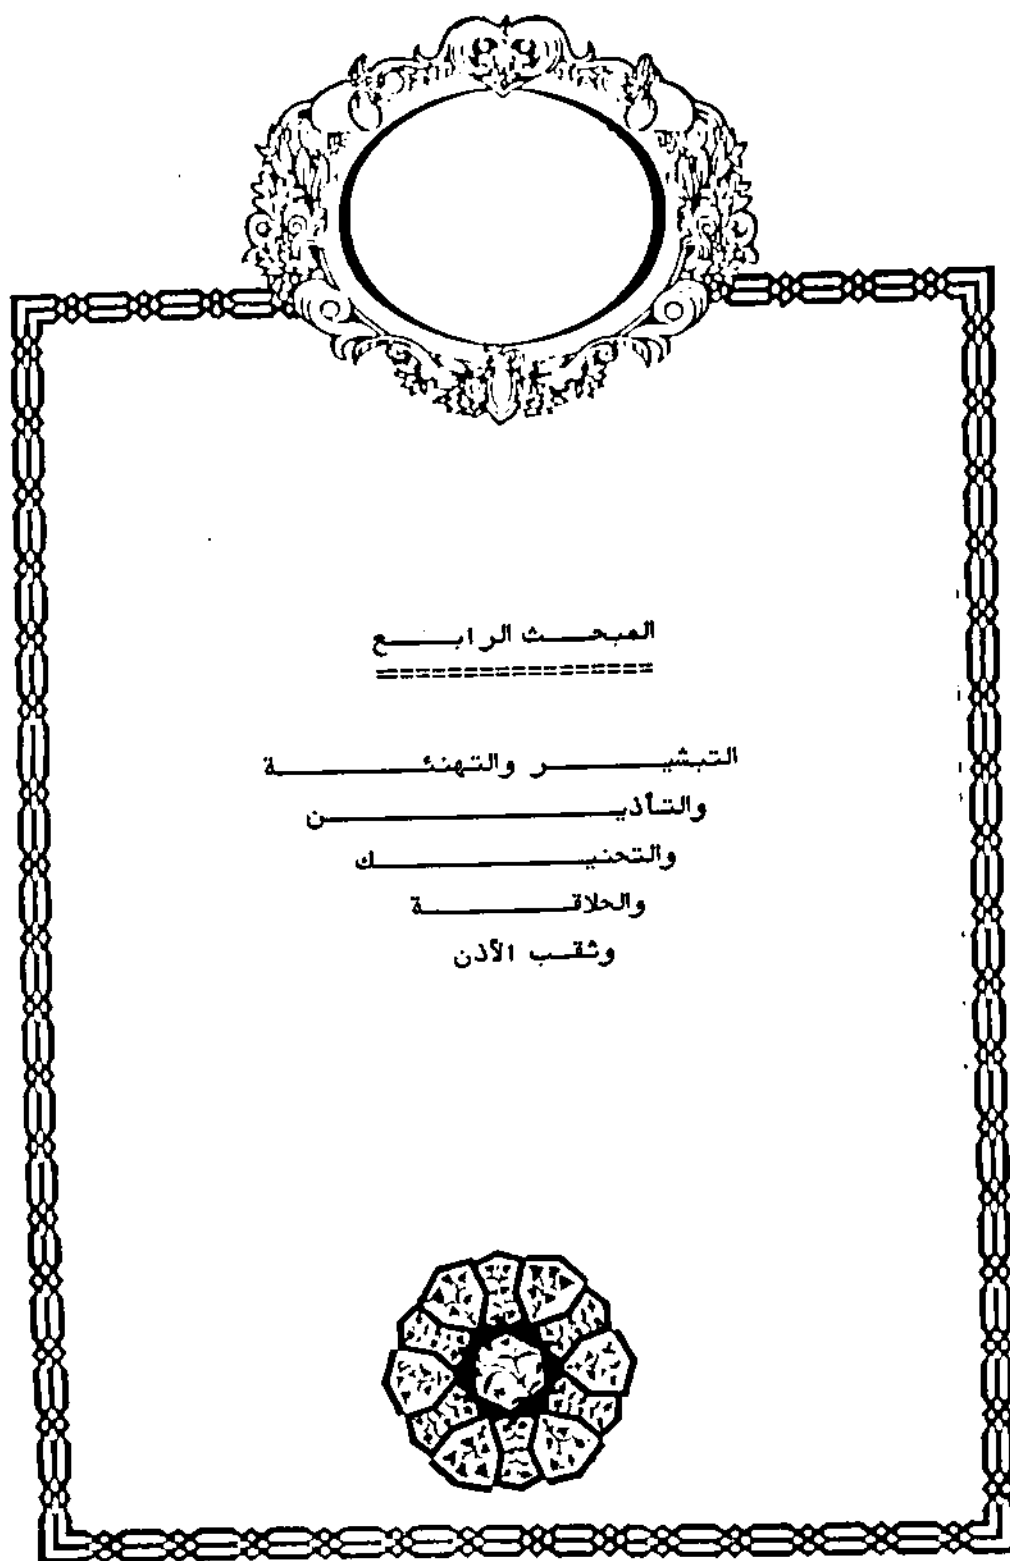 المبحث الرابع
التبشير والتهنئة
والتأذين
والتحنيك
والحلاقة
وثقب الأذن